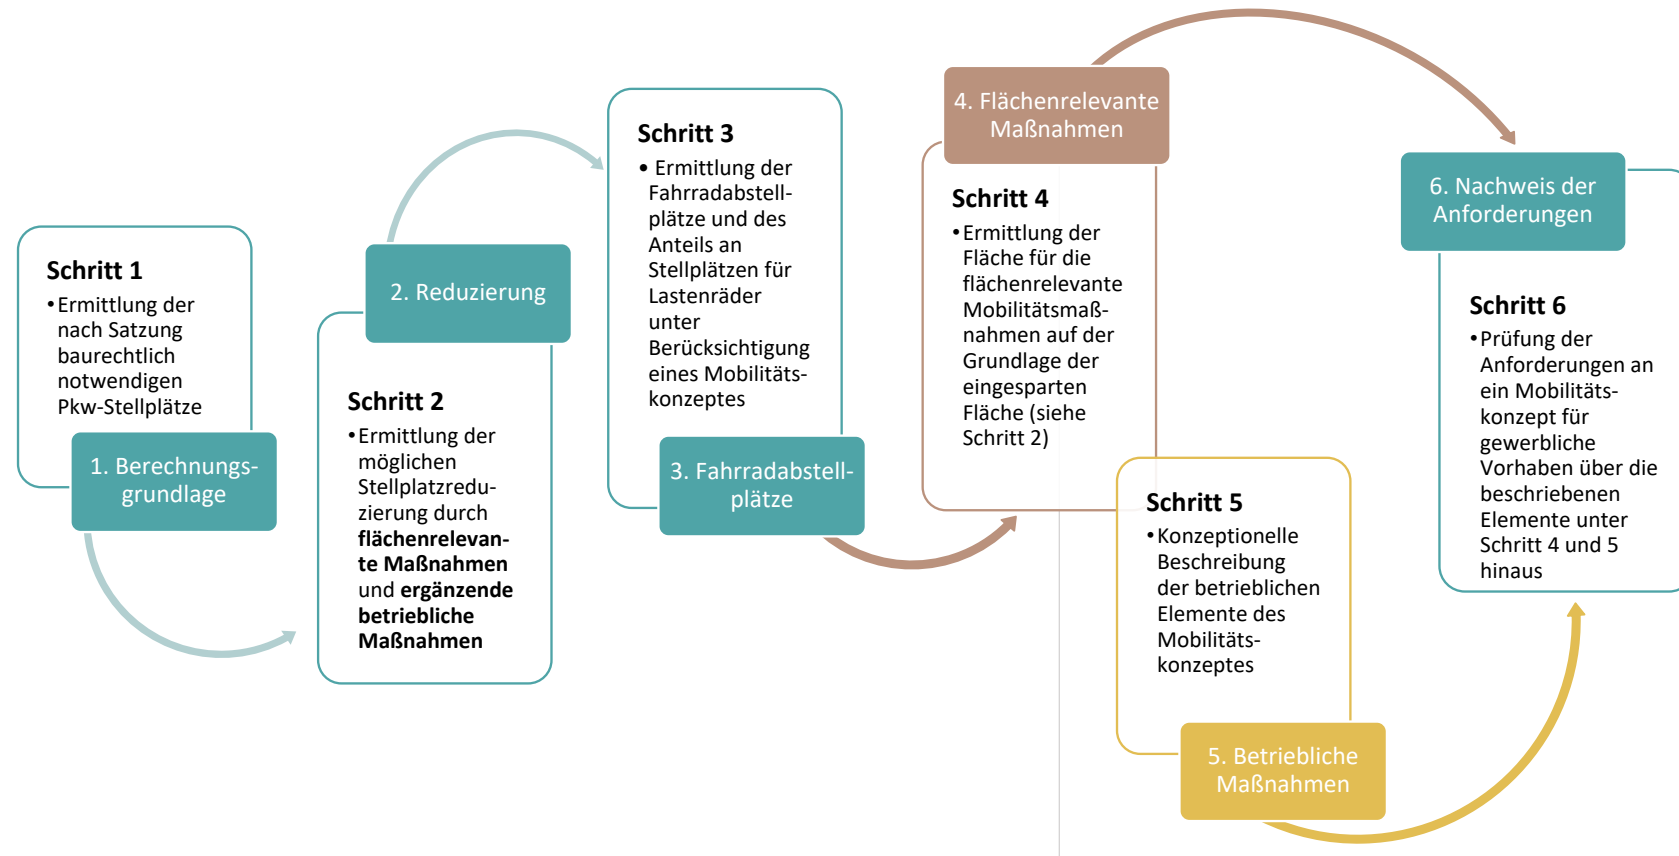 Schritt 1
•Ermittlung der
nach Satzung
baurechtlich
notwendigen
Pkw-Stellplätze
1. Berechnungs-
grundlage
2. Reduzierung
Schritt 2
•Ermittlung der
möglichen
Stellplatzredu-
zierung durch
flächenrelevan-
te Maßnahmen
und ergänzende
betriebliche
Maßnahmen
Schritt 3
• Ermittlung der
Fahrradabstell-
plätze und des
Anteils an
Stellplätzen für
Lastenräder
unter
Berücksichtigung
eines Mobilitäts-
konzeptes
3. Fahrradabstell-
plätze
4. Flächenrelevante
Maßnahmen
Schritt 4
•Ermittlung der
Fläche für die
flächenrelevante
Mobilitätsmaß-
nahmen auf der
Grundlage der
eingesparten
Fläche (siehe
Schritt 2)
Schritt 5
•Konzeptionelle
Beschreibung
der betrieblichen
Elemente des
Mobilitäts-
konzeptes
5. Betriebliche
Maßnahmen
6. Nachweis der
Anforderungen
Schritt 6
•Prüfung der
Anforderungen an
ein Mobilitäts-
konzept für
gewerbliche
Vorhaben über die
beschriebenen
Elemente unter
Schritt 4 und 5
hinaus